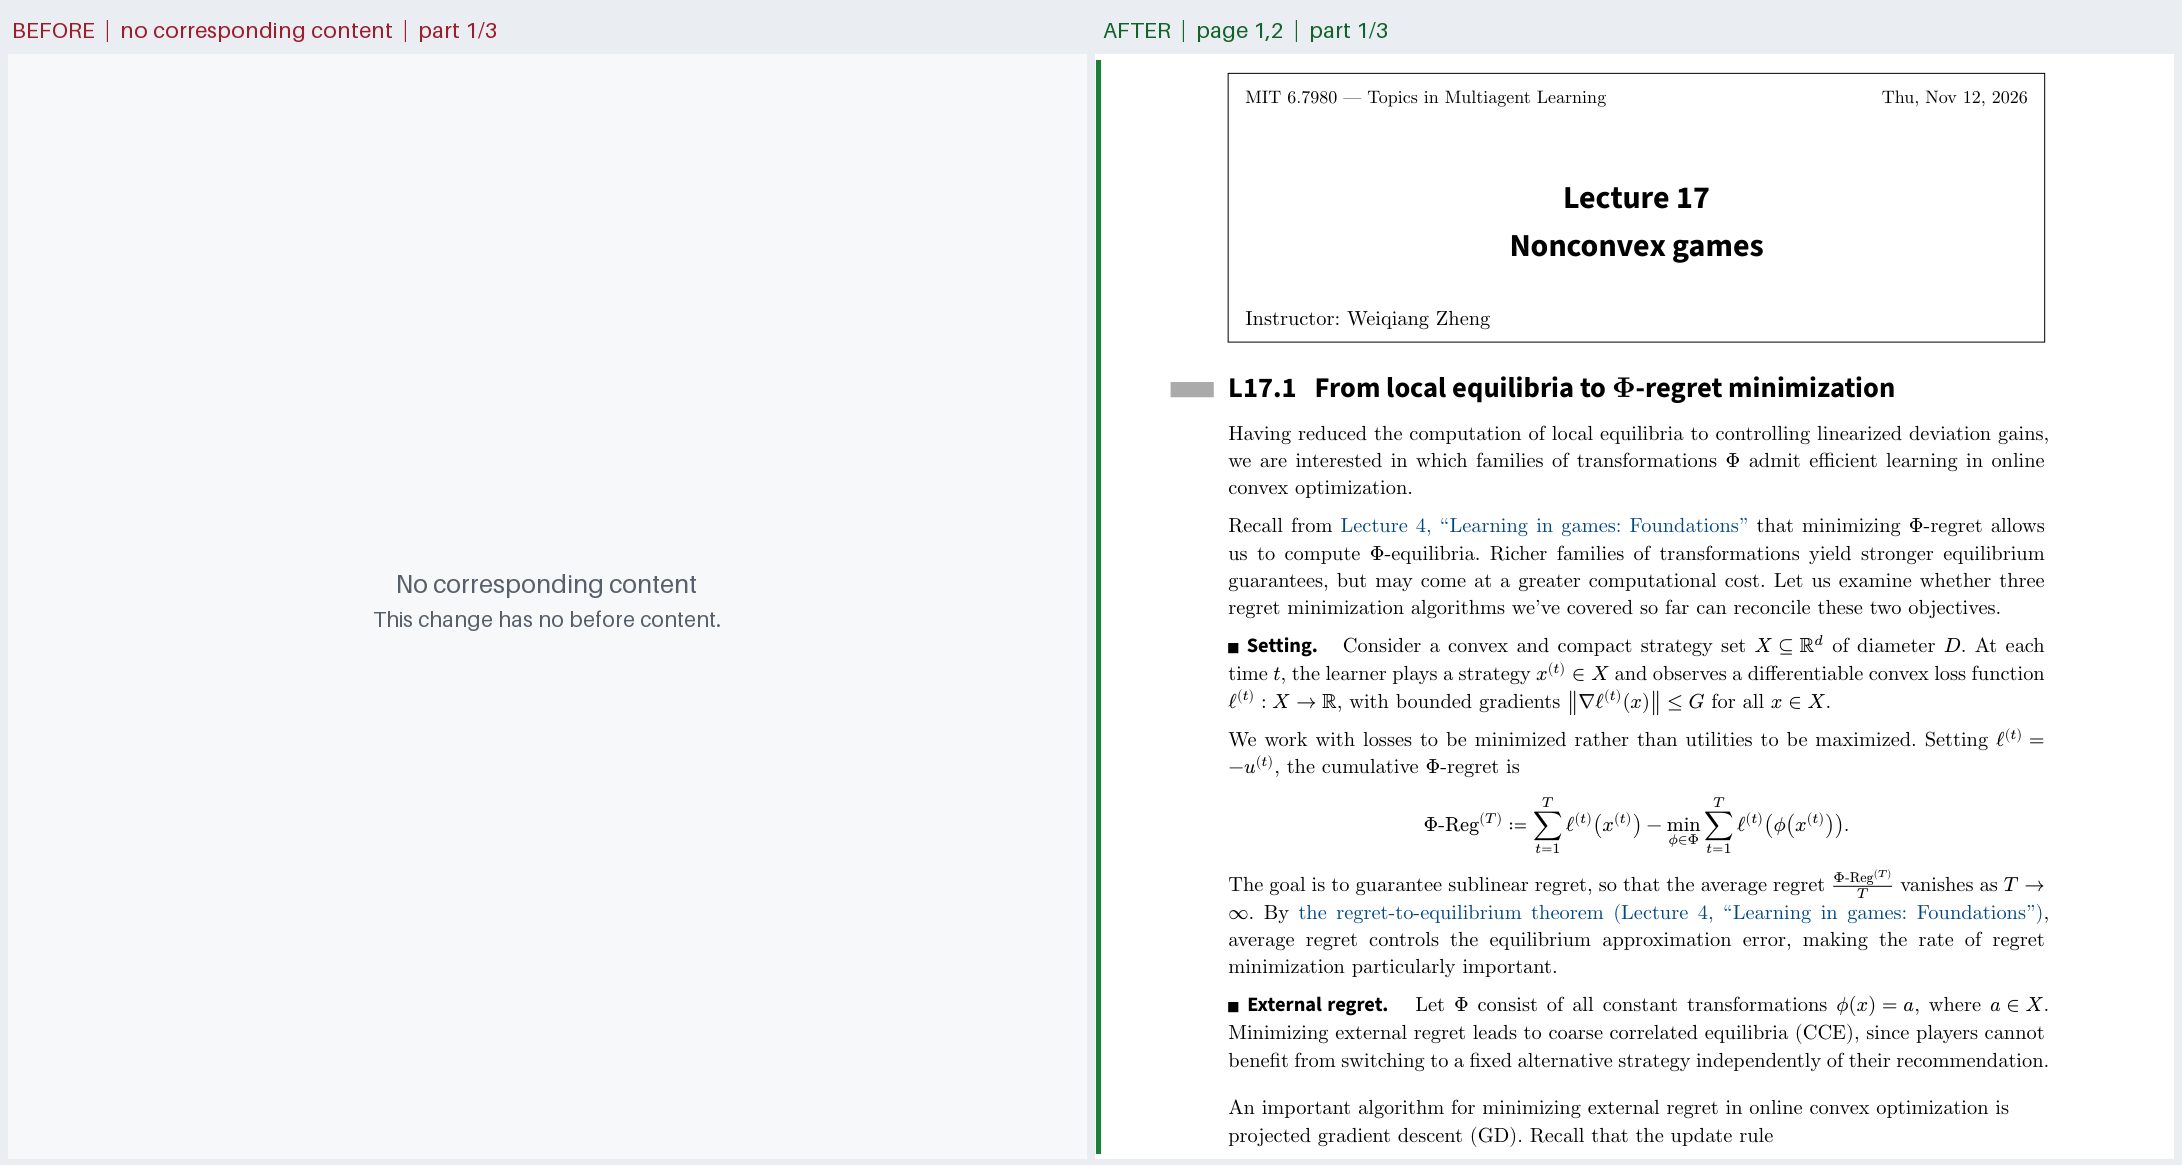 BEFORE | no corresponding content | part 1/3
No corresponding content
This change has no before content.
AFTER | page 1,2 | part 1/3
MIT 6.7980 — Topics in Multiagent Learning Thu, Nov 12, 2026
Lecture 17
Nonconvex games
Instructor: Weiqiang Zheng
L17.1 From local equilibria to Φ-regret minimization
Having reduced the computation of local equilibria to controlling linearized deviation gains,
we are interested in which families of transformations Φ admit efficient learning in online
convex optimization.
Recall from Lecture 4, “Learning in games: Foundations” that minimizing Φ-regret allows
us to compute Φ-equilibria. Richer families of transformations yield stronger equilibrium
guarantees, but may come at a greater computational cost. Let us examine whether three
regret minimization algorithms we’ve covered so far can reconcile these two objectives.
■ Setting. Consider a convex and compact strategy set X ⊆ ℝ^d of diameter D. At each
time t, the learner plays a strategy x^(t) ∈ X and observes a differentiable convex loss function
ℓ^(t) : X → ℝ, with bounded gradients ‖∇ℓ^(t)(x)‖ ≤ G for all x ∈ X.
We work with losses to be minimized rather than utilities to be maximized. Setting ℓ^(t) =
−u^(t), the cumulative Φ-regret is
Φ-Reg^(T) ≔ ∑_{t=1}^{T} ℓ^(t)(x^(t)) − min_{ϕ∈Φ} ∑_{t=1}^{T} ℓ^(t)(ϕ(x^(t))).
The goal is to guarantee sublinear regret, so that the average regret Φ-Reg^(T)/T vanishes as T →
∞. By the regret-to-equilibrium theorem (Lecture 4, “Learning in games: Foundations”),
average regret controls the equilibrium approximation error, making the rate of regret
minimization particularly important.
■ External regret. Let Φ consist of all constant transformations ϕ(x) = a, where a ∈ X.
Minimizing external regret leads to coarse correlated equilibria (CCE), since players cannot
benefit from switching to a fixed alternative strategy independently of their recommendation.
An important algorithm for minimizing external regret in online convex optimization is
projected gradient descent (GD). Recall that the update rule